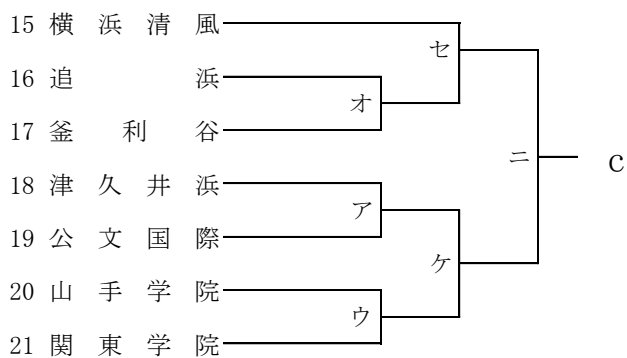 15 横浜清風
セ
16 追浜
オ
17 釜利谷
ニ C
18 津久井浜
ア
19 公文国際
ケ
20 山手学院
ウ
21 関東学院